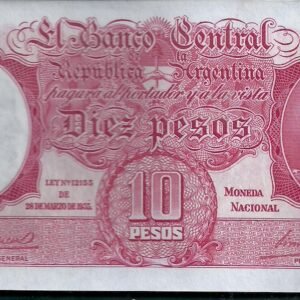 El Banco Central
de
República la Argentina
pagará al portador y a la vista
Diez pesos
LEY Nº 12155
DE
28 DE MARZO DE 1935.
10
PESOS
MONEDA
NACIONAL
GENERAL